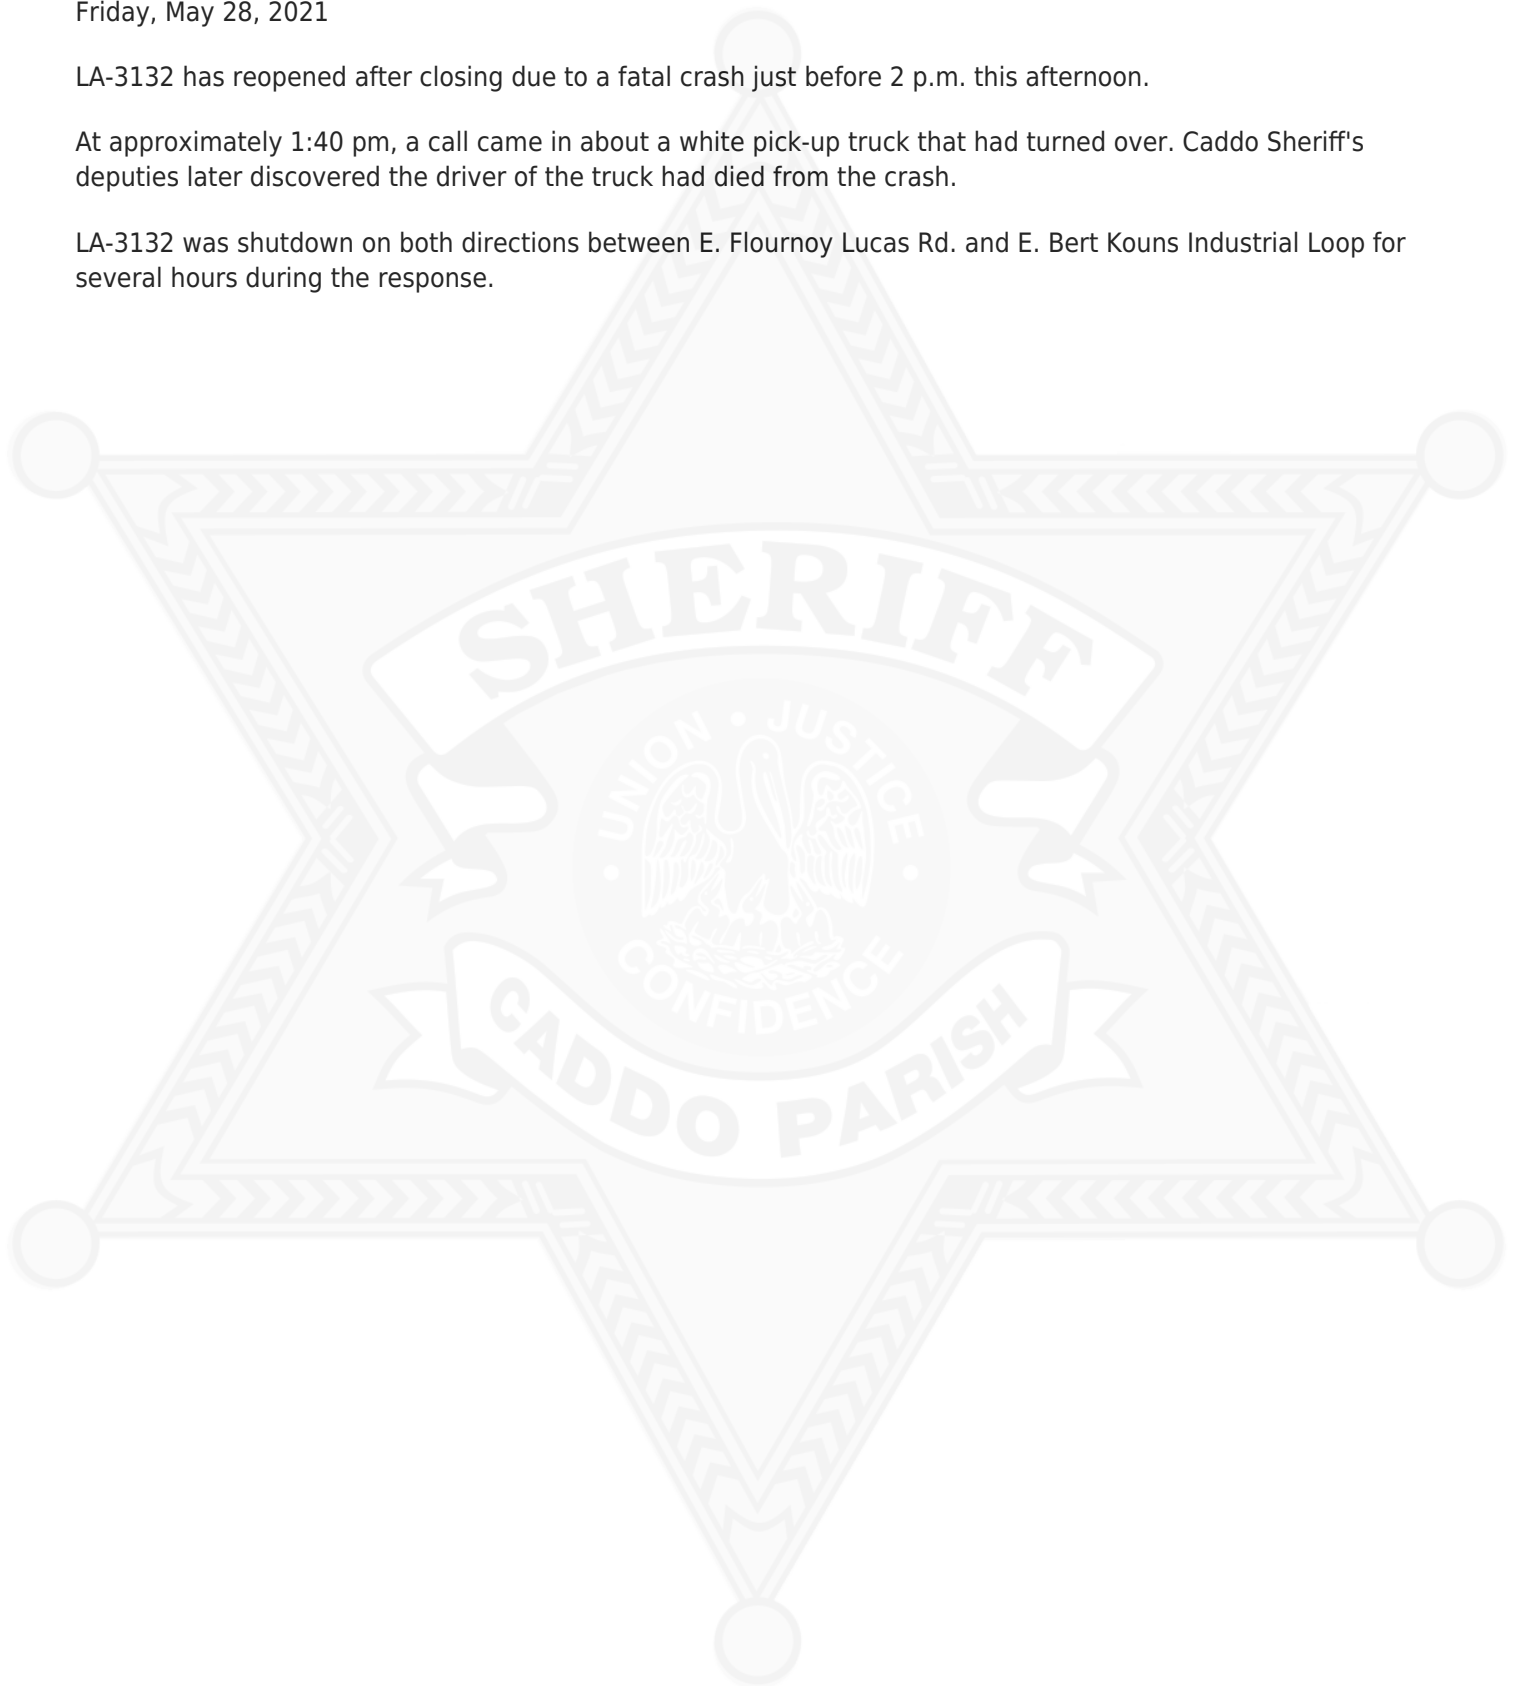 Friday, May 28, 2021
LA-3132 has reopened after closing due to a fatal crash just before 2 p.m. this afternoon.
At approximately 1:40 pm, a call came in about a white pick-up truck that had turned over. Caddo Sheriff's
deputies later discovered the driver of the truck had died from the crash.
LA-3132 was shutdown on both directions between E. Flournoy Lucas Rd. and E. Bert Kouns Industrial Loop for
several hours during the response.
SHERIFF
UNION • JUSTICE
• CONFIDENCE •
CADDO PARISH